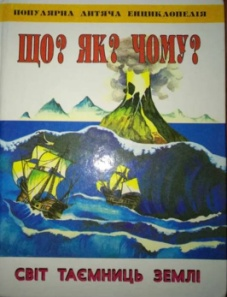 ПОПУЛЯРНА ДИТЯЧА ЕНЦИКЛОПЕДІЯ
ЩО? ЯК? ЧОМУ?
СВІТ ТАЄМНИЦЬ ЗЕМЛІ